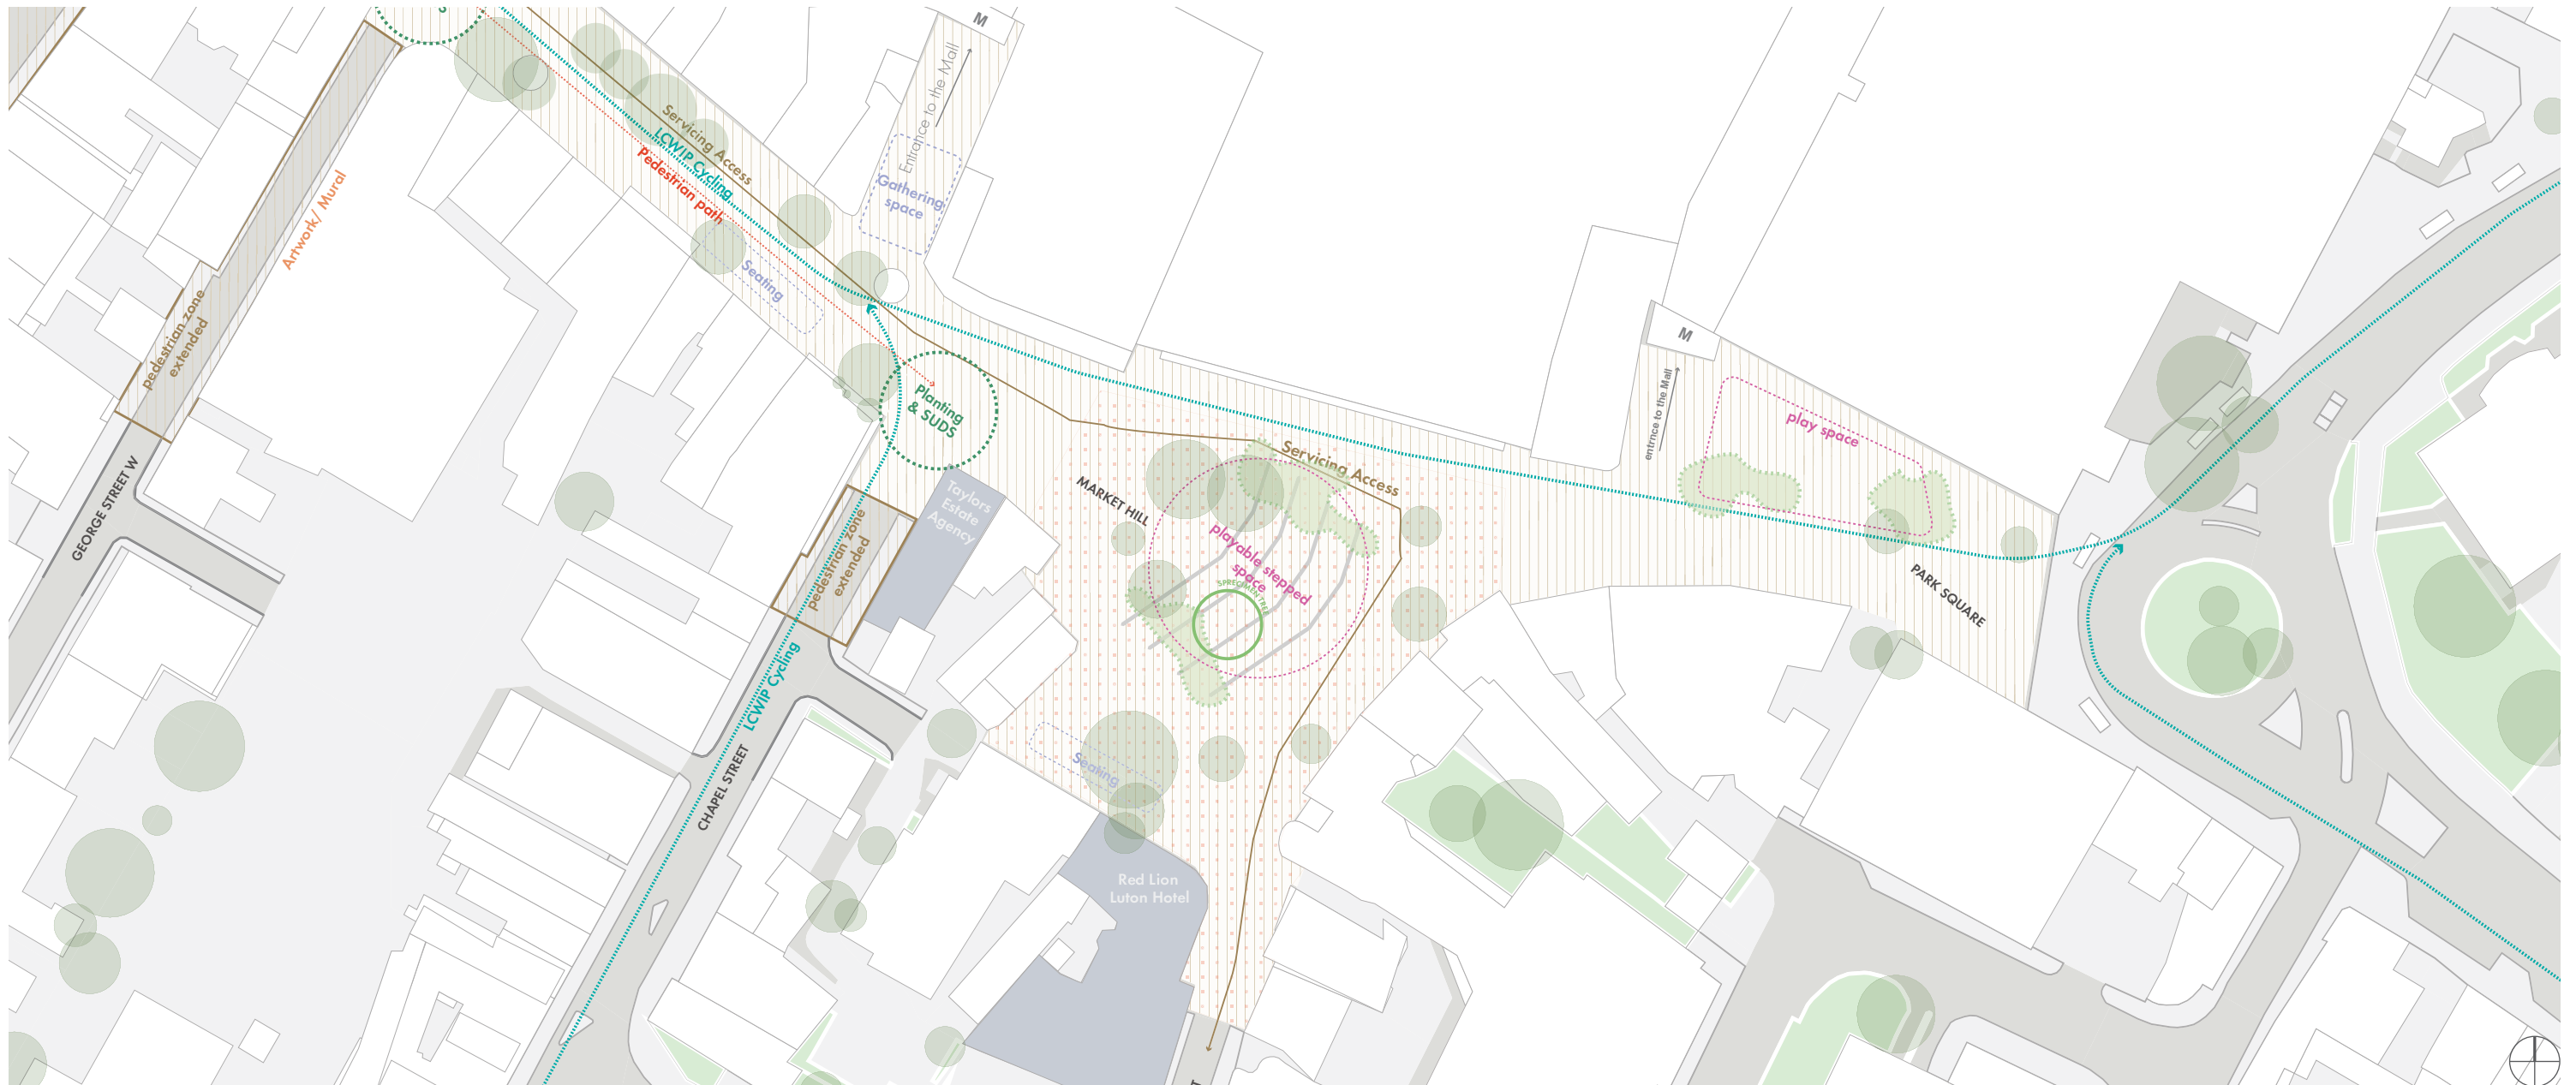 S
M
Entrance to the Mall
Servicing Access
LCWIP Cycling
Pedestrian path
Gathering
space
Artwork/ Mural
Seating
pedestrian zone
extended
M
entrnce to the Mall
play space
Planting
& SUDS
Servicing Access
MARKET HILL
Taylors
Estate
Agency
GEORGE STREET W
pedestrian zone
extended
playable stepped
space
PARK SQUARE
LCWIP Cycling
CHAPEL STREET
Seating
Red Lion
Luton Hotel